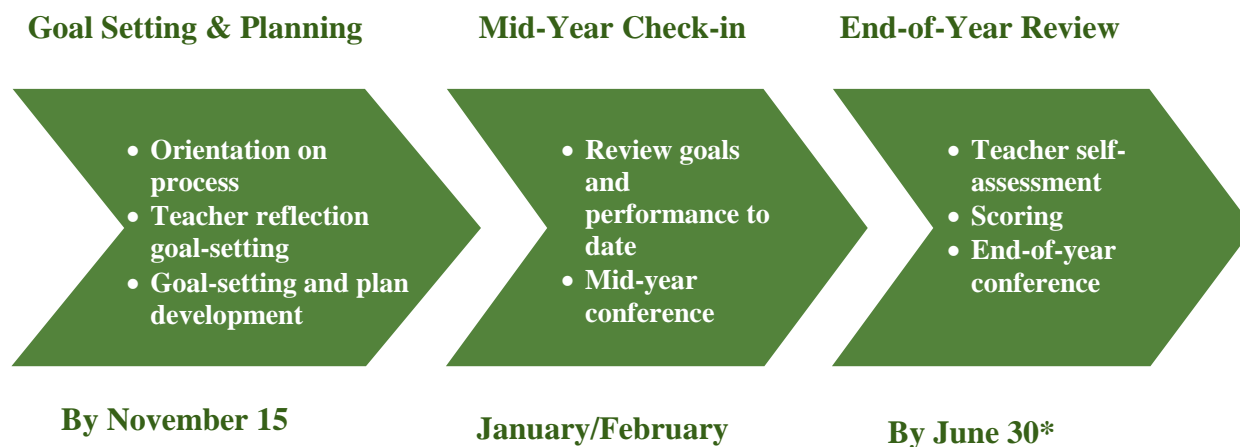 Goal Setting & Planning
Mid-Year Check-in
End-of-Year Review
• Orientation on
process
• Teacher reflection
goal-setting
• Goal-setting and plan
development
• Review goals
and
performance to
date
• Mid-year
conference
• Teacher self-
assessment
• Scoring
• End-of-year
conference
By November 15
January/February
By June 30*